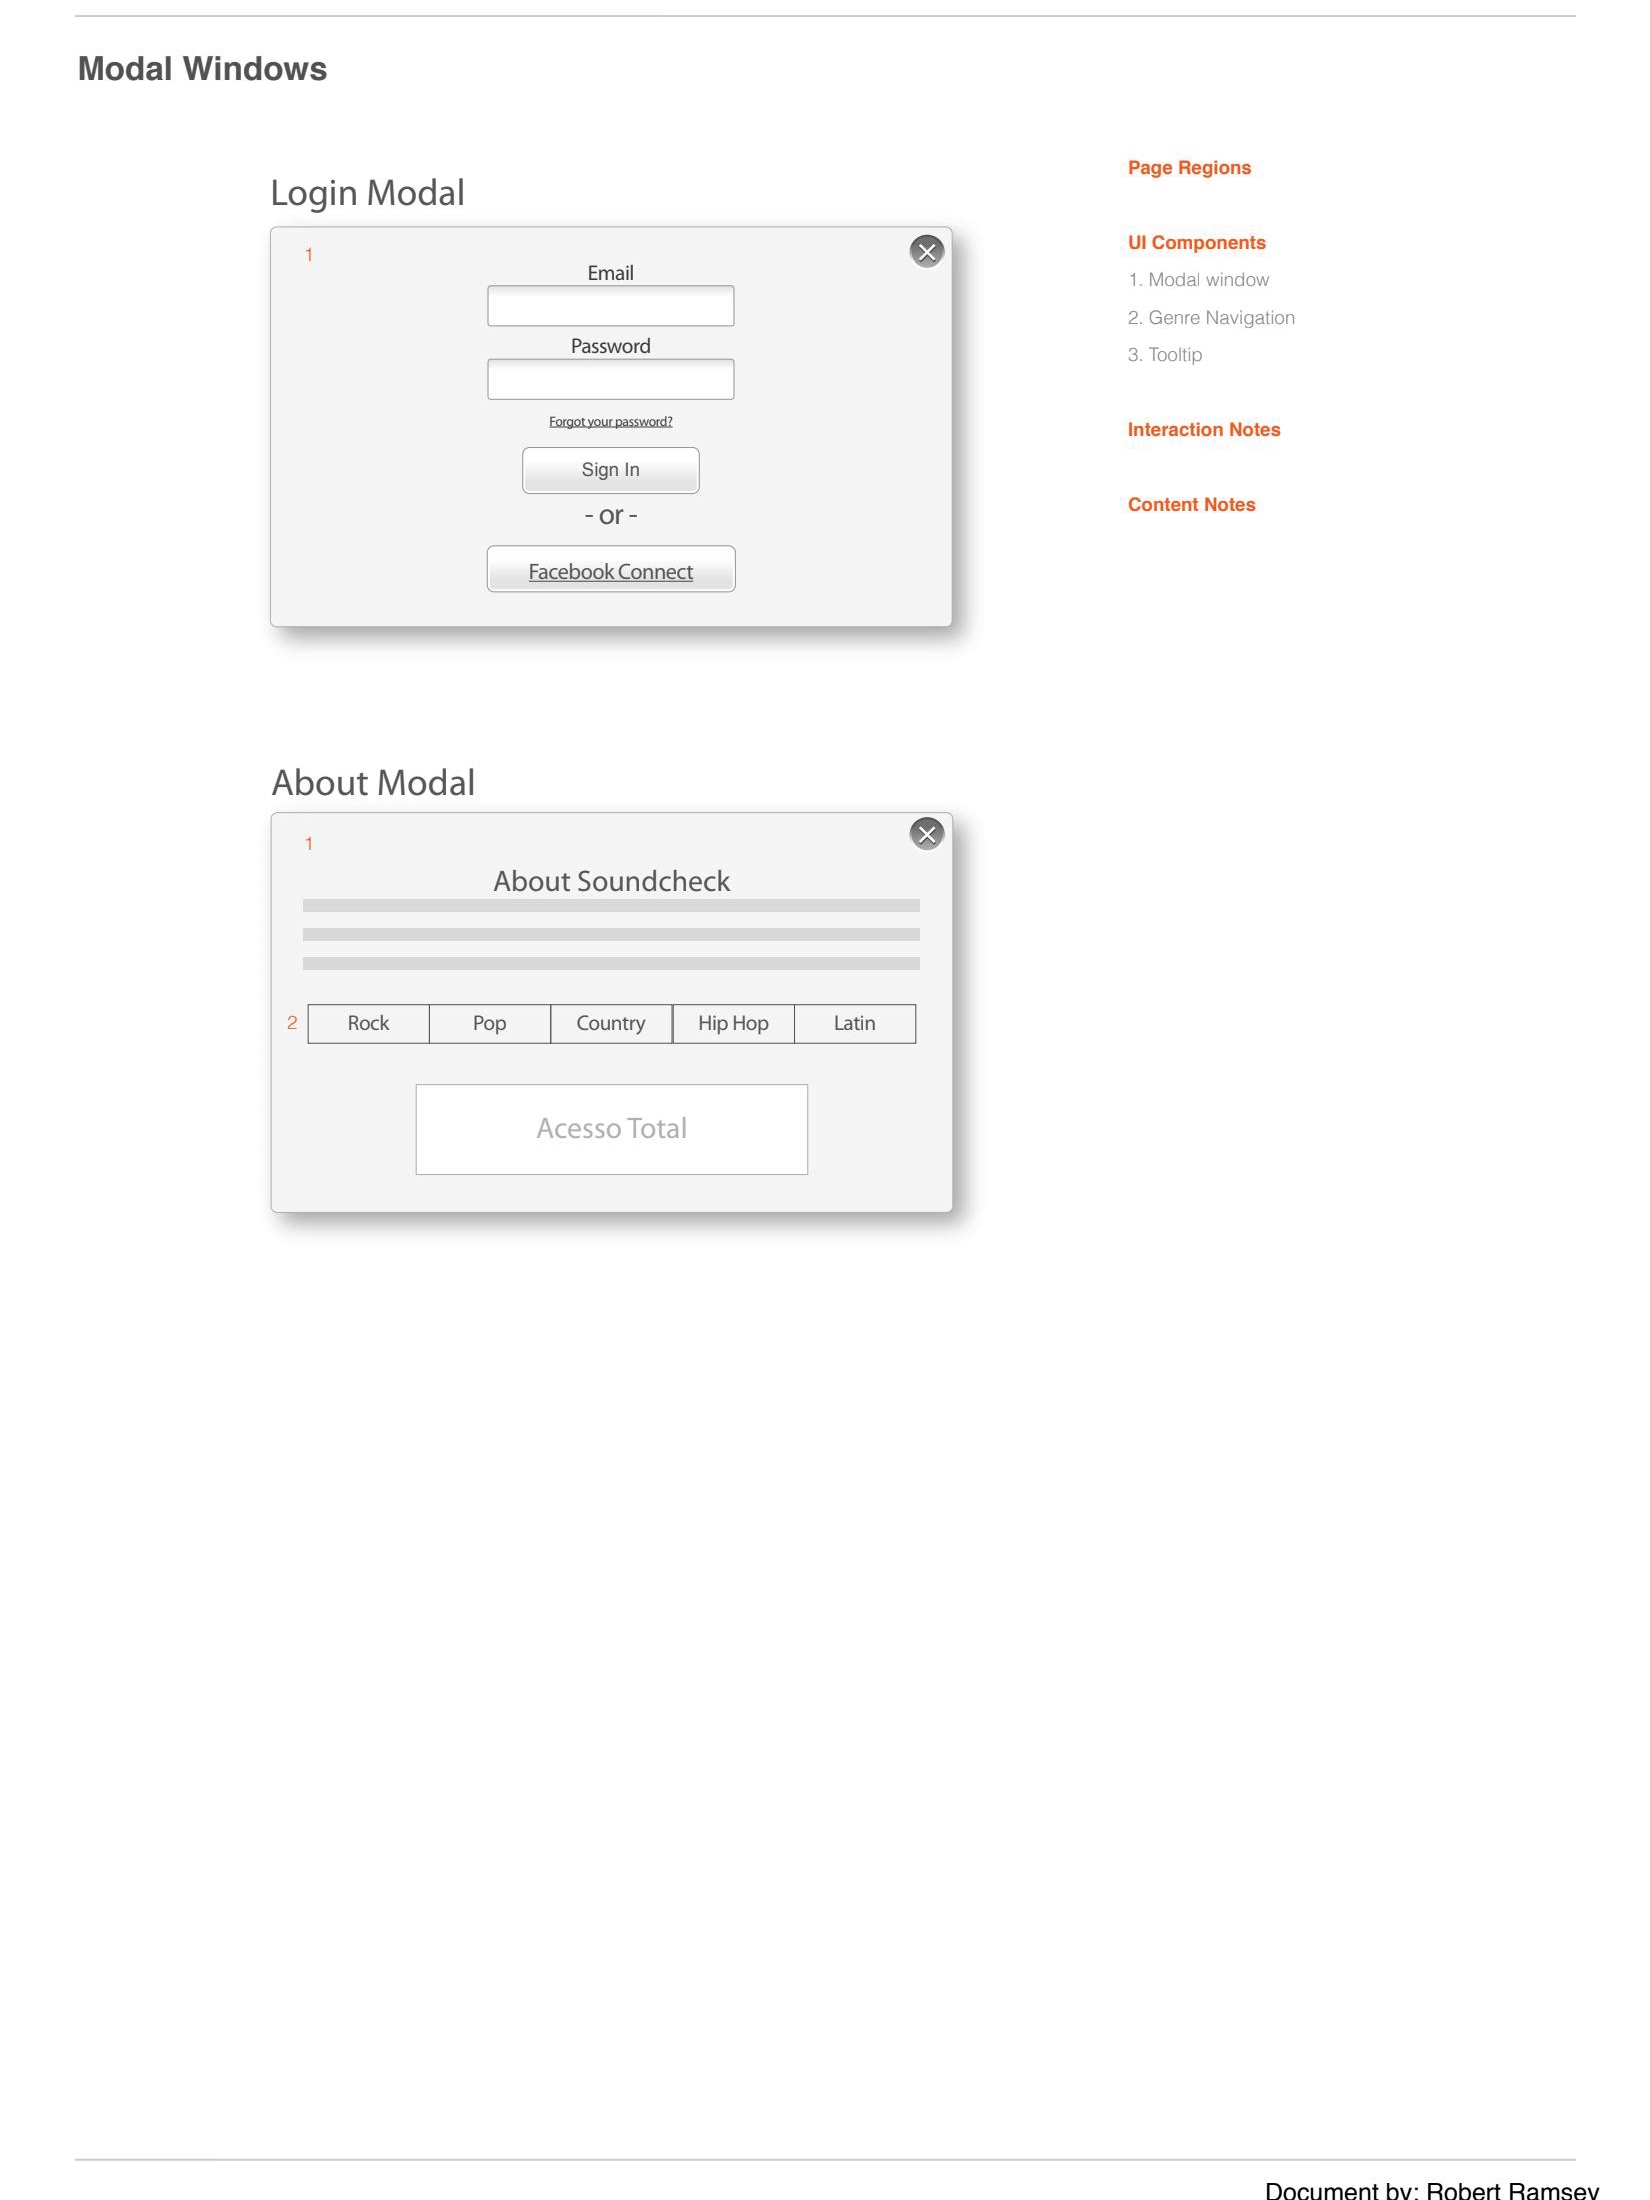 Modal Windows
Login Modal
1
Email
Password
Forgot your password?
Sign In
- or -
Facebook Connect
About Modal
1
About Soundcheck
2 Rock Pop Country Hip Hop Latin
Acesso Total
Page Regions
UI Components
1. Modal window
2. Genre Navigation
3. Tooltip
Interaction Notes
Content Notes
Document by: Robert Ramsey